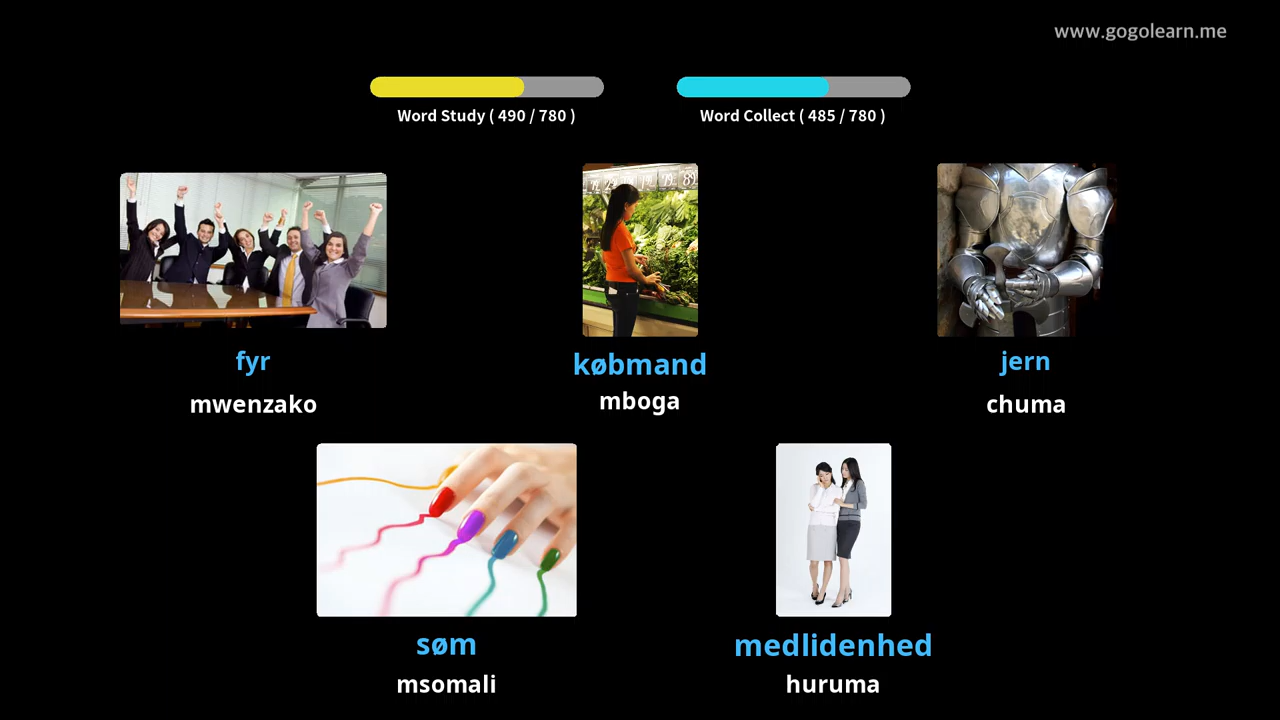 www.gogolearn.me
Word Study ( 490 / 780 )
Word Collect ( 485 / 780 )
fyr
mwenzako
købmand
mboga
jern
chuma
søm
msomali
medlidenhed
huruma